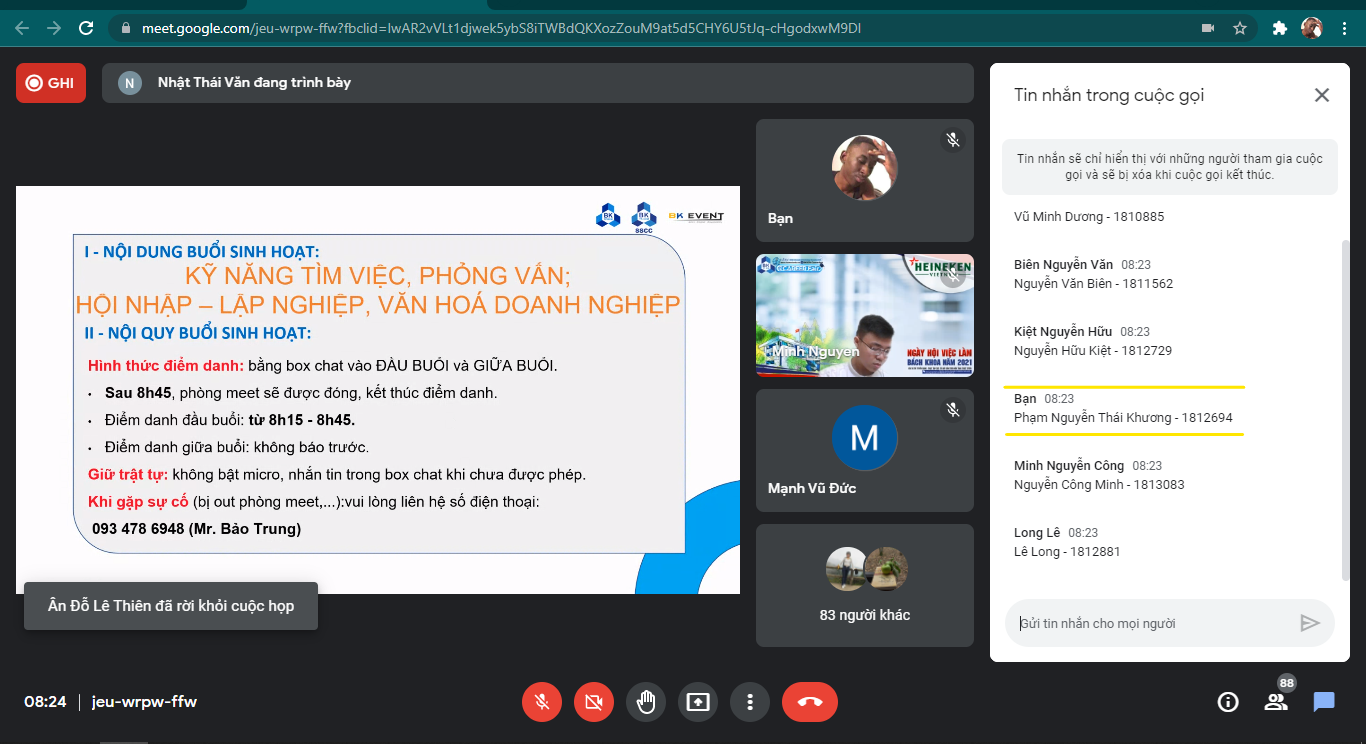 meet.google.com/jeu-wrpw-ffw?fbclid=IwAR2vVLt1djwek5ybS8iTWBdQKXozZouM9at5d5CHY6U5tJq-cHgodxwM9DI
GHI
N
Nhật Thái Văn đang trình bày
BK
BK
SSCC
BK EVENT
I - NỘI DUNG BUỔI SINH HOẠT:
KỸ NĂNG TÌM VIỆC, PHỎNG VẤN;
HỘI NHẬP – LẬP NGHIỆP, VĂN HOÁ DOANH NGHIỆP
II - NỘI QUY BUỔI SINH HOẠT:
Hình thức điểm danh: bằng box chat vào ĐẦU BUỔI và GIỮA BUỔI.
• Sau 8h45, phòng meet sẽ được đóng, kết thúc điểm danh.
• Điểm danh đầu buổi: từ 8h15 - 8h45.
• Điểm danh giữa buổi: không báo trước.
Giữ trật tự: không bật micro, nhắn tin trong box chat khi chưa được phép.
Khi gặp sự cố (bị out phòng meet,...):vui lòng liên hệ số điện thoại:
093 478 6948 (Mr. Bảo Trung)
Ân Đỗ Lê Thiên đã rời khỏi cuộc họp
Bạn
HEINEKEN
VIETNAM
Minh Nguyen
NGÀY HỘI VIỆC LÀM
BÁCH KHOA NĂM 2021
M
Mạnh Vũ Đức
83 người khác
Tin nhắn trong cuộc gọi
Tin nhắn sẽ chỉ hiển thị với những người tham gia cuộc
gọi và sẽ bị xóa khi cuộc gọi kết thúc.
Vũ Minh Dương - 1810885
Biên Nguyễn Văn 08:23
Nguyễn Văn Biên - 1811562
Kiệt Nguyễn Hữu 08:23
Nguyễn Hữu Kiệt - 1812729
Bạn 08:23
Phạm Nguyễn Thái Khương - 1812694
Minh Nguyễn Công 08:23
Nguyễn Công Minh - 1813083
Long Lê 08:23
Lê Long - 1812881
Gửi tin nhắn cho mọi người
08:24 | jeu-wrpw-ffw
88